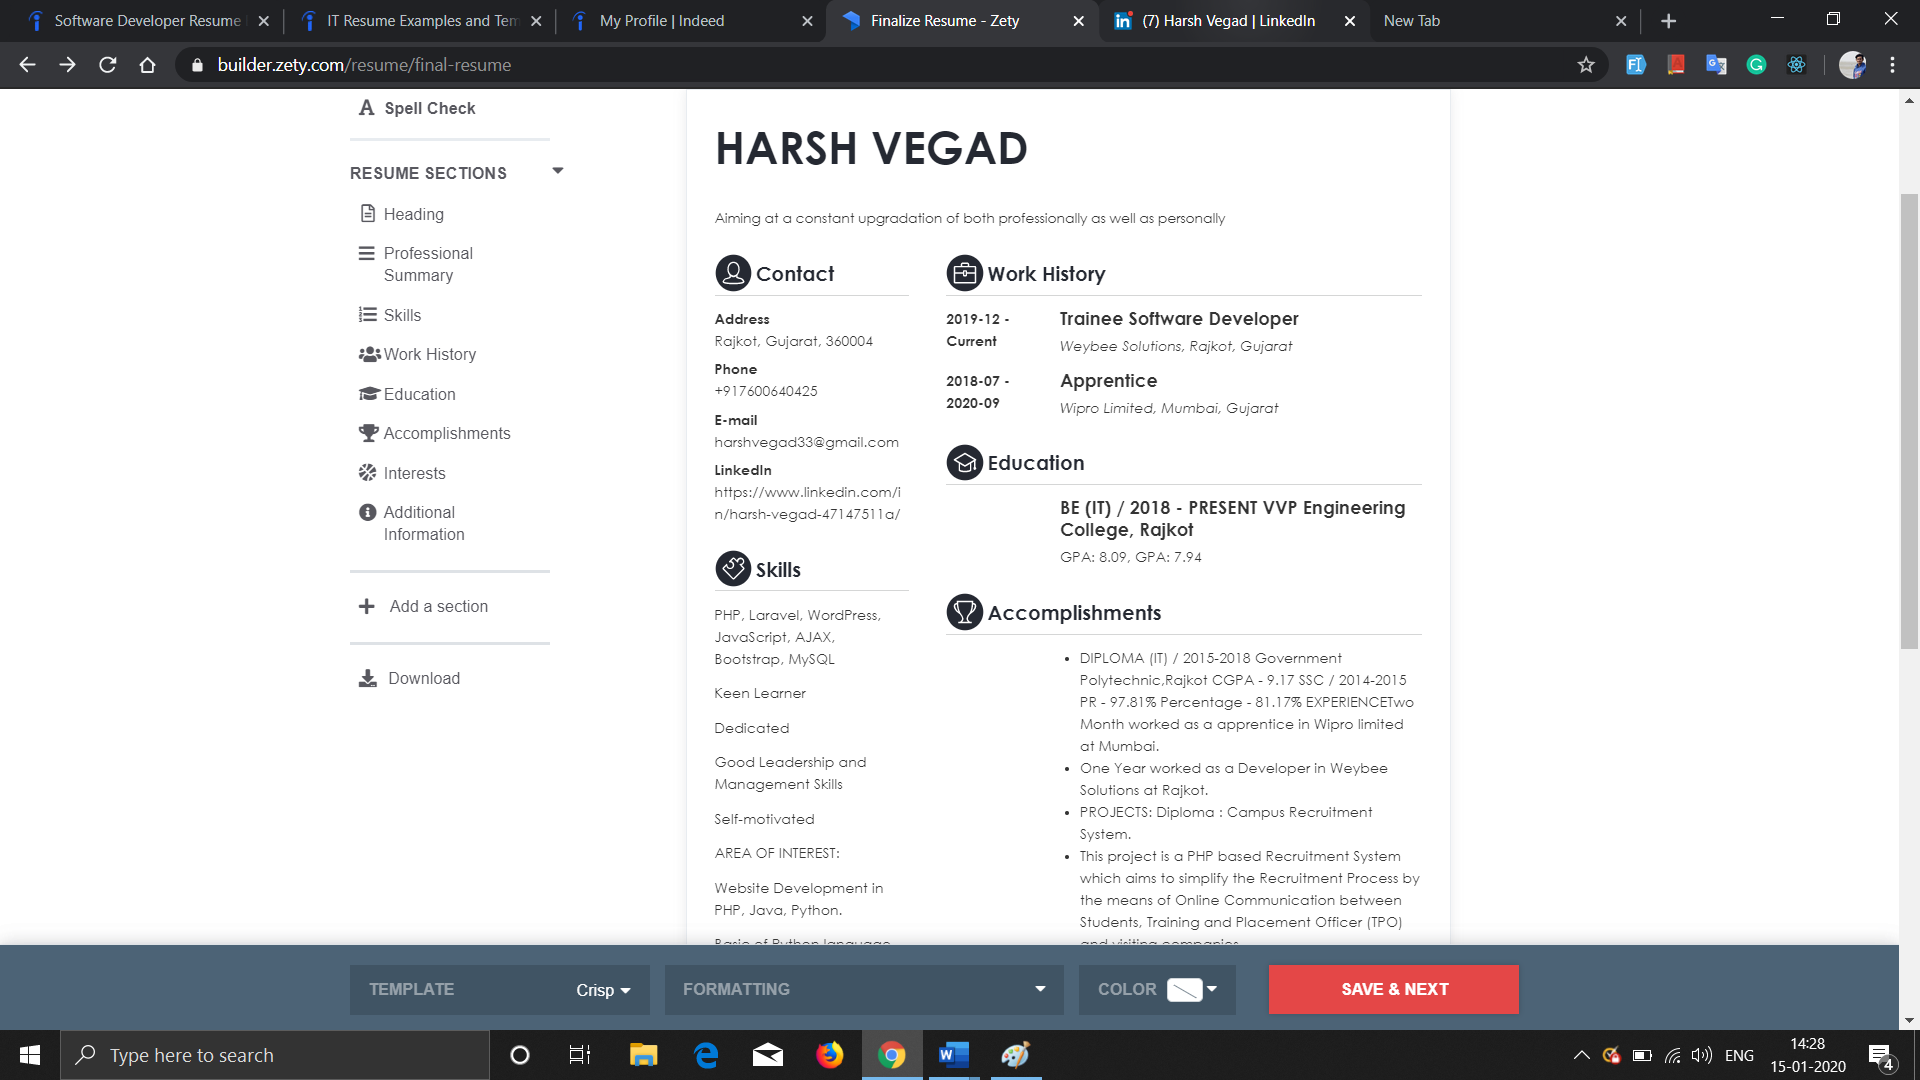 Software Developer Resume
IT Resume Examples and Tem
My Profile | Indeed
Finalize Resume - Zety
(7) Harsh Vegad | LinkedIn
New Tab
builder.zety.com/resume/final-resume
Spell Check
RESUME SECTIONS
Heading
Professional
Summary
Skills
Work History
Education
Accomplishments
Interests
Additional
Information
Add a section
Download
HARSH VEGAD
Aiming at a constant upgradation of both professionally as well as personally
Contact
Address
Rajkot, Gujarat, 360004
Phone
+917600640425
E-mail
harshvegad33@gmail.com
LinkedIn
https://www.linkedin.com/i
n/harsh-vegad-47147511a/
Skills
PHP, Laravel, WordPress,
JavaScript, AJAX,
Bootstrap, MySQL
Keen Learner
Dedicated
Good Leadership and
Management Skills
Self-motivated
AREA OF INTEREST:
Website Development in
PHP, Java, Python.
Basic of Python language
Work History
2019-12 -
Current
Trainee Software Developer
Weybee Solutions, Rajkot, Gujarat
2018-07 -
2020-09
Apprentice
Wipro Limited, Mumbai, Gujarat
Education
BE (IT) / 2018 - PRESENT VVP Engineering
College, Rajkot
GPA: 8.09, GPA: 7.94
Accomplishments
• DIPLOMA (IT) / 2015-2018 Government
Polytechnic,Rajkot CGPA - 9.17 SSC / 2014-2015
PR - 97.81% Percentage - 81.17% EXPERIENCETwo
Month worked as a apprentice in Wipro limited
at Mumbai.
• One Year worked as a Developer in Weybee
Solutions at Rajkot.
• PROJECTS: Diploma : Campus Recruitment
System.
• This project is a PHP based Recruitment System
which aims to simplify the Recruitment Process by
the means of Online Communication between
Students, Training and Placement Officer (TPO)
and visiting companies
TEMPLATE
Crisp
FORMATTING
COLOR
SAVE & NEXT
Type here to search
ENG
14:28
15-01-2020
4